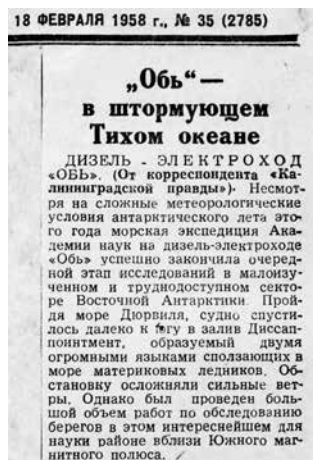 18 ФЕВРАЛЯ 1958 г., № 35 (2785)
„Обь“ —
в штормующем
Тихом океане
ДИЗЕЛЬ - ЭЛЕКТРОХОД
«ОБЬ». (От корреспондента «Ка-
лининградской правды»). Несмот-
ря на сложные метеорологические
условия антарктического лета это-
го года морская экспедиция Ака-
демии наук на дизель-электроходе
«Обь» успешно закончила очеред-
ной этап исследований в малоизу-
ченном и труднодоступном секто-
ре Восточной Антарктики. Прой-
дя море Дюрвиля, судно спусти-
лось далеко к югу в залив Диссап-
пойнтмент, образуемый двумя
огромными языками сползающих в
море материковых ледников. Об-
становку осложняли сильные вет-
ры. Однако был проведен боль-
шой объем работ по обследованию
берегов в этом интереснейшем для
науки районе вблизи Южного маг-
нитного полюса.